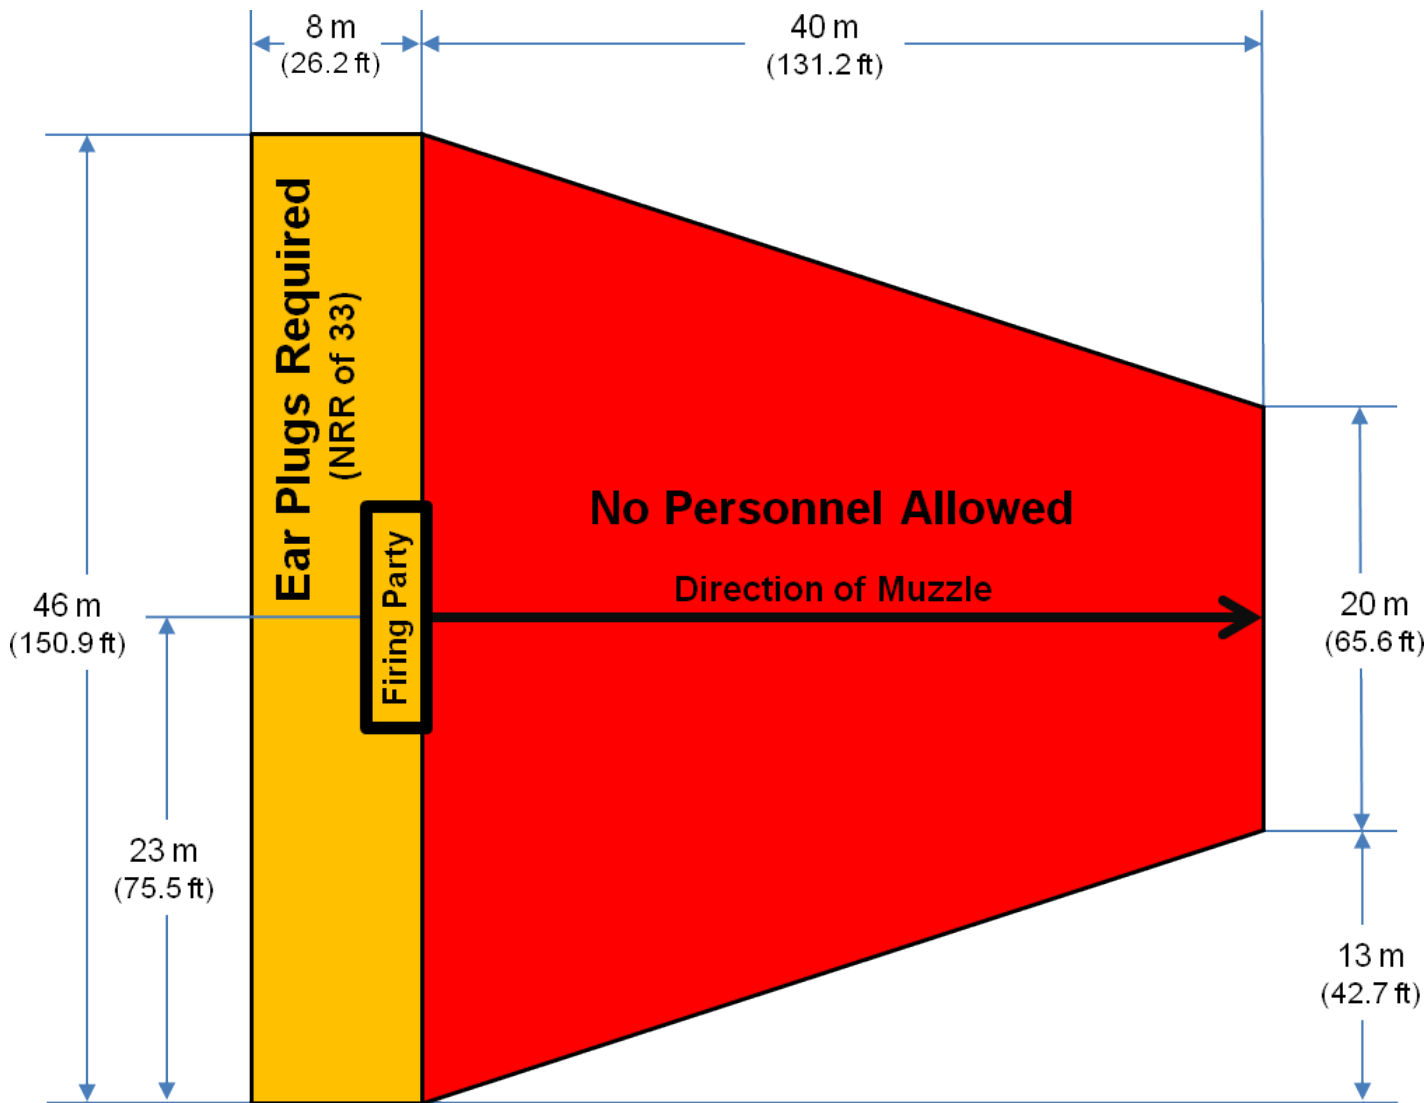 8 m
(26.2 ft)
40 m
(131.2 ft)
Ear Plugs Required
(NRR of 33)
No Personnel Allowed
Direction of Muzzle
Firing Party
46 m
(150.9 ft)
20 m
(65.6 ft)
23 m
(75.5 ft)
13 m
(42.7 ft)